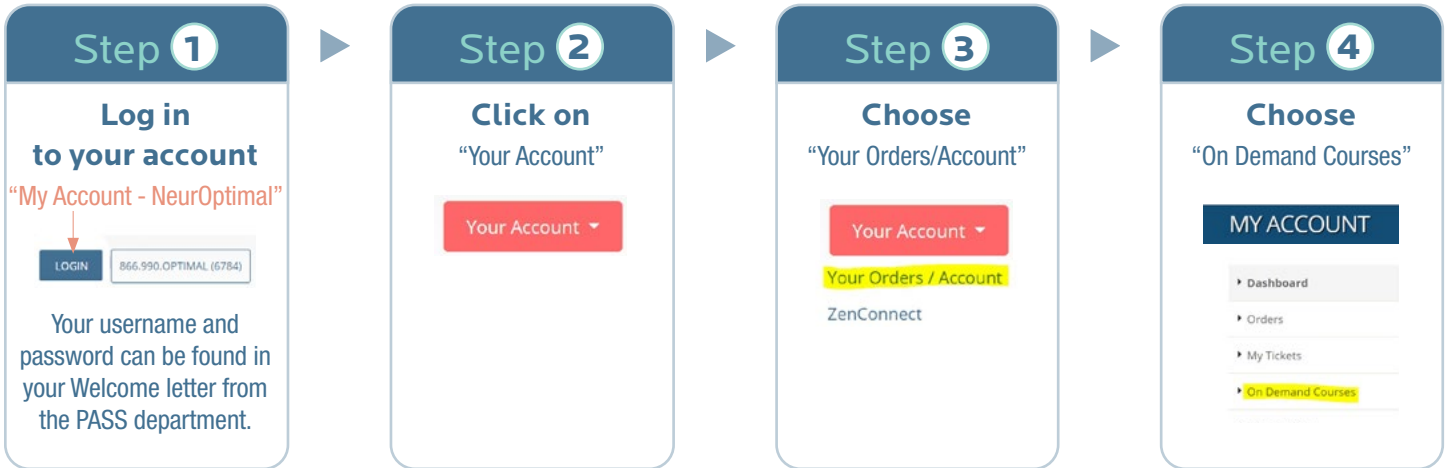 Step 1
Log in
to your account
“My Account - NeurOptimal”
LOGIN
866.990.OPTIMAL (6784)
Your username and
password can be found in
your Welcome letter from
the PASS department.
Step 2
Click on
“Your Account”
Your Account
Step 3
Choose
“Your Orders/Account”
Your Account
Your Orders / Account
ZenConnect
Step 4
Choose
“On Demand Courses”
MY ACCOUNT
Dashboard
Orders
My Tickets
On Demand Courses